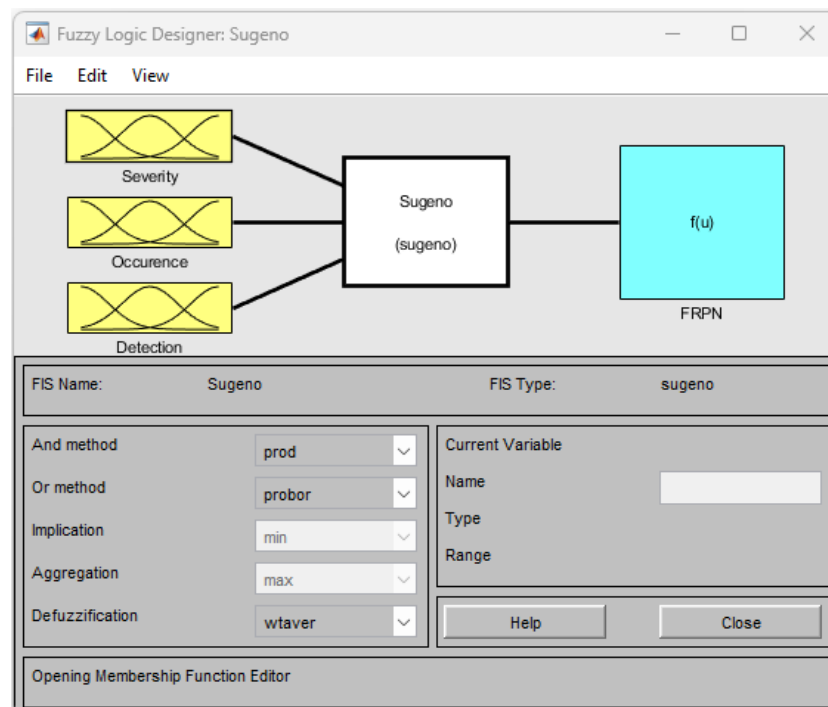 Fuzzy Logic Designer: Sugeno
File Edit View
Severity
Occurence
Detection
Sugeno
(sugeno)
f(u)
FRPN
FIS Name: Sugeno FIS Type: sugeno
And method prod
Or method probor
Implication min
Aggregation max
Defuzzification wtaver
Current Variable
Name
Type
Range
Help Close
Opening Membership Function Editor